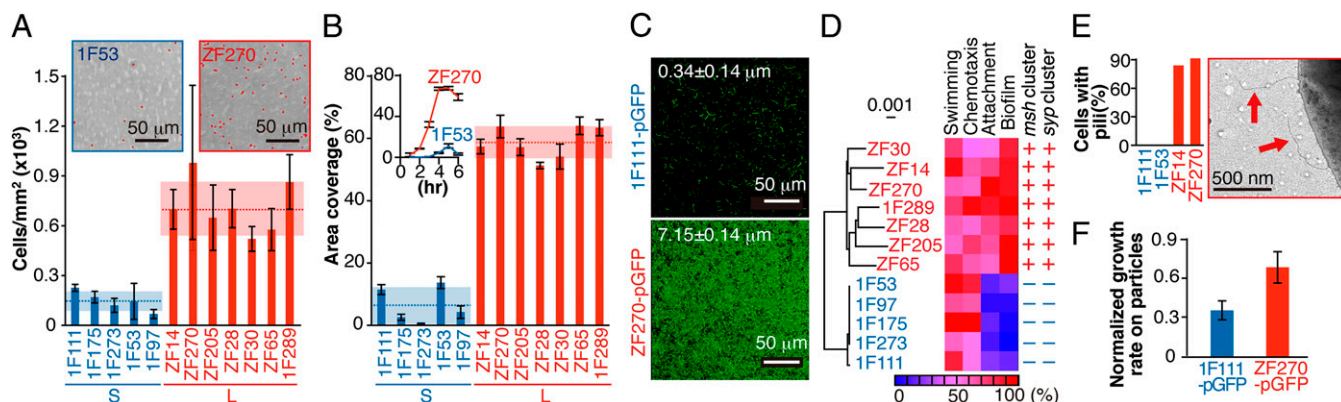 A
1F53
ZF270
50 μm
50 μm
Cells/mm² (x10³)
1.5
1.2
0.9
0.6
0.3
0
1F111
1F175
1F273
1F53
1F97
ZF14
ZF270
ZF205
ZF28
ZF30
ZF65
1F289
S
L
B
Area coverage (%)
80
60
40
20
0
ZF270
1F53
80
40
0
0 2 4 6
(hr)
1F111
1F175
1F273
1F53
1F97
ZF14
ZF270
ZF205
ZF28
ZF30
ZF65
1F289
S
L
C
1F111-pGFP
0.34±0.14 μm
50 μm
ZF270-pGFP
7.15±0.14 μm
50 μm
D
Swimming
Chemotaxis
Attachment
Biofilm
msh cluster
syp cluster
0.001
ZF30 + +
ZF14 + +
ZF270 + +
1F289 + +
ZF28 + +
ZF205 + +
ZF65 + +
1F53 − −
1F97 − −
1F175 − −
1F273 − −
1F111 − −
0 50 100 (%)
E
Cells with
pili(%)
90
60
30
0
1F111
1F53
ZF14
ZF270
500 nm
F
Normalized growth
rate on particles
0.9
0.6
0.3
0
1F111
-pGFP
ZF270
-pGFP